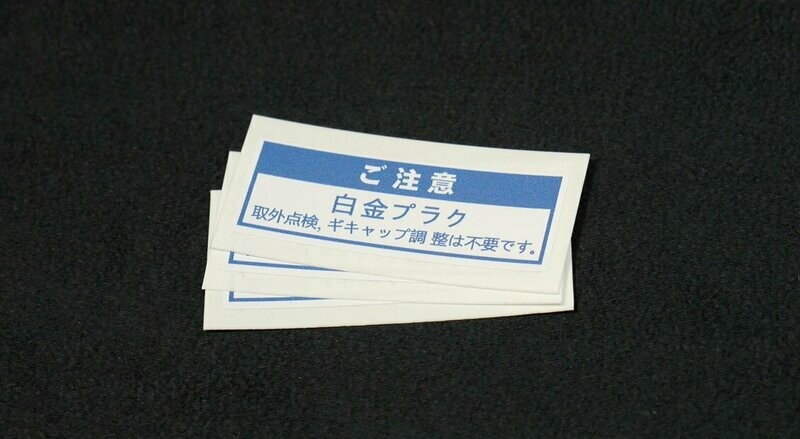 ご注意
白金プラク
取外点検, ギキャップ調 整は不要です。